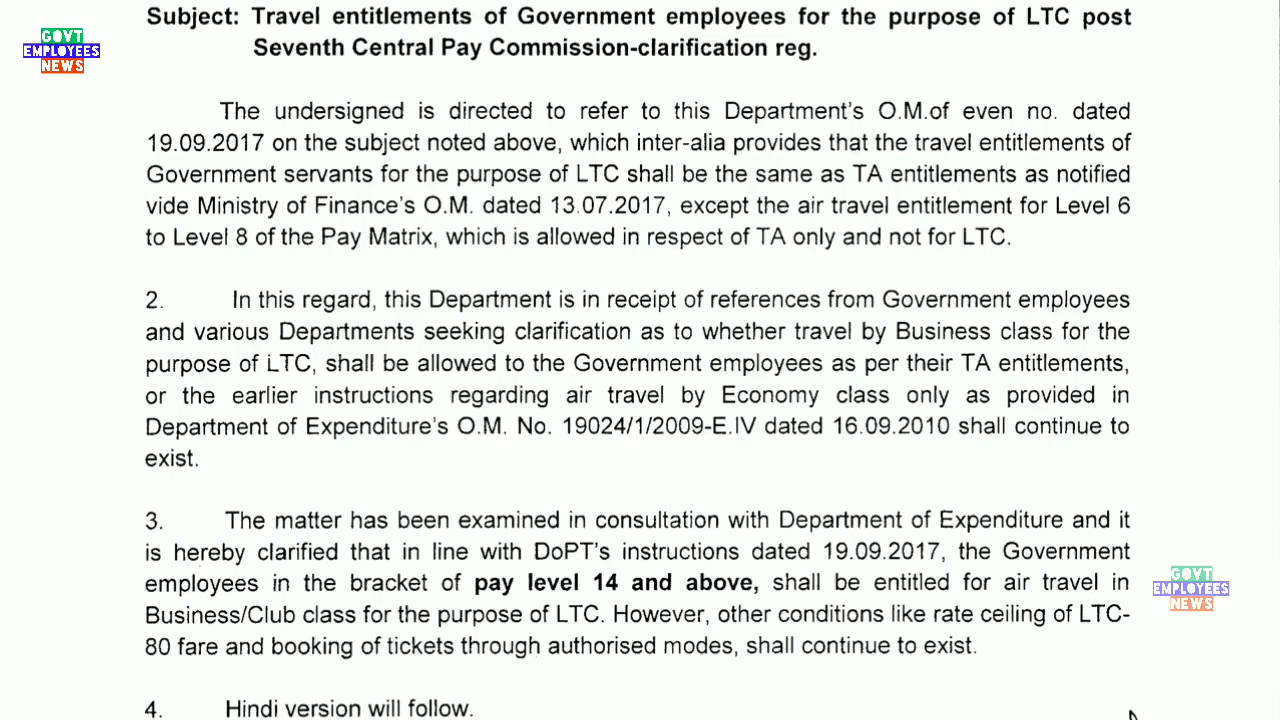 GOVT
EMPLOYEES
NEWS
Subject: Travel entitlements of Government employees for the purpose of LTC post
Seventh Central Pay Commission-clarification reg.
The undersigned is directed to refer to this Department's O.M.of even no. dated
19.09.2017 on the subject noted above, which inter-alia provides that the travel entitlements of
Government servants for the purpose of LTC shall be the same as TA entitlements as notified
vide Ministry of Finance's O.M. dated 13.07.2017, except the air travel entitlement for Level 6
to Level 8 of the Pay Matrix, which is allowed in respect of TA only and not for LTC.
2. In this regard, this Department is in receipt of references from Government employees
and various Departments seeking clarification as to whether travel by Business class for the
purpose of LTC, shall be allowed to the Government employees as per their TA entitlements,
or the earlier instructions regarding air travel by Economy class only as provided in
Department of Expenditure's O.M. No. 19024/1/2009-E.IV dated 16.09.2010 shall continue to
exist.
3. The matter has been examined in consultation with Department of Expenditure and it
is hereby clarified that in line with DoPT's instructions dated 19.09.2017, the Government
employees in the bracket of pay level 14 and above, shall be entitled for air travel in
Business/Club class for the purpose of LTC. However, other conditions like rate ceiling of LTC-
80 fare and booking of tickets through authorised modes, shall continue to exist.
GOVT
EMPLOYEES
NEWS
4. Hindi version will follow.